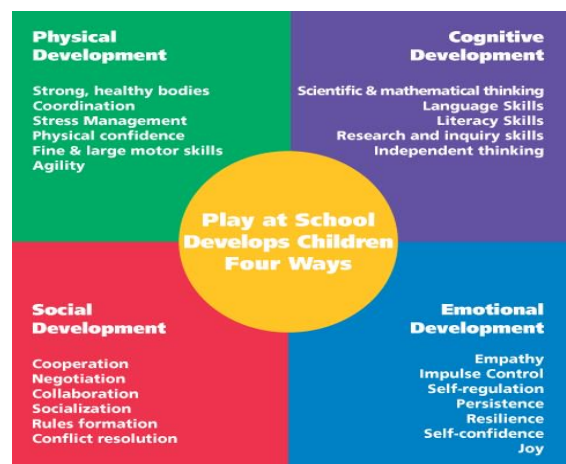 Physical
Development
Strong, healthy bodies
Coordination
Stress Management
Physical confidence
Fine & large motor skills
Agility
Cognitive
Development
Scientific & mathematical thinking
Language Skills
Literacy Skills
Research and inquiry skills
Independent thinking
Play at School
Develops Children
Four Ways
Social
Development
Cooperation
Negotiation
Collaboration
Socialization
Rules formation
Conflict resolution
Emotional
Development
Empathy
Impulse Control
Self-regulation
Persistence
Resilience
Self-confidence
Joy